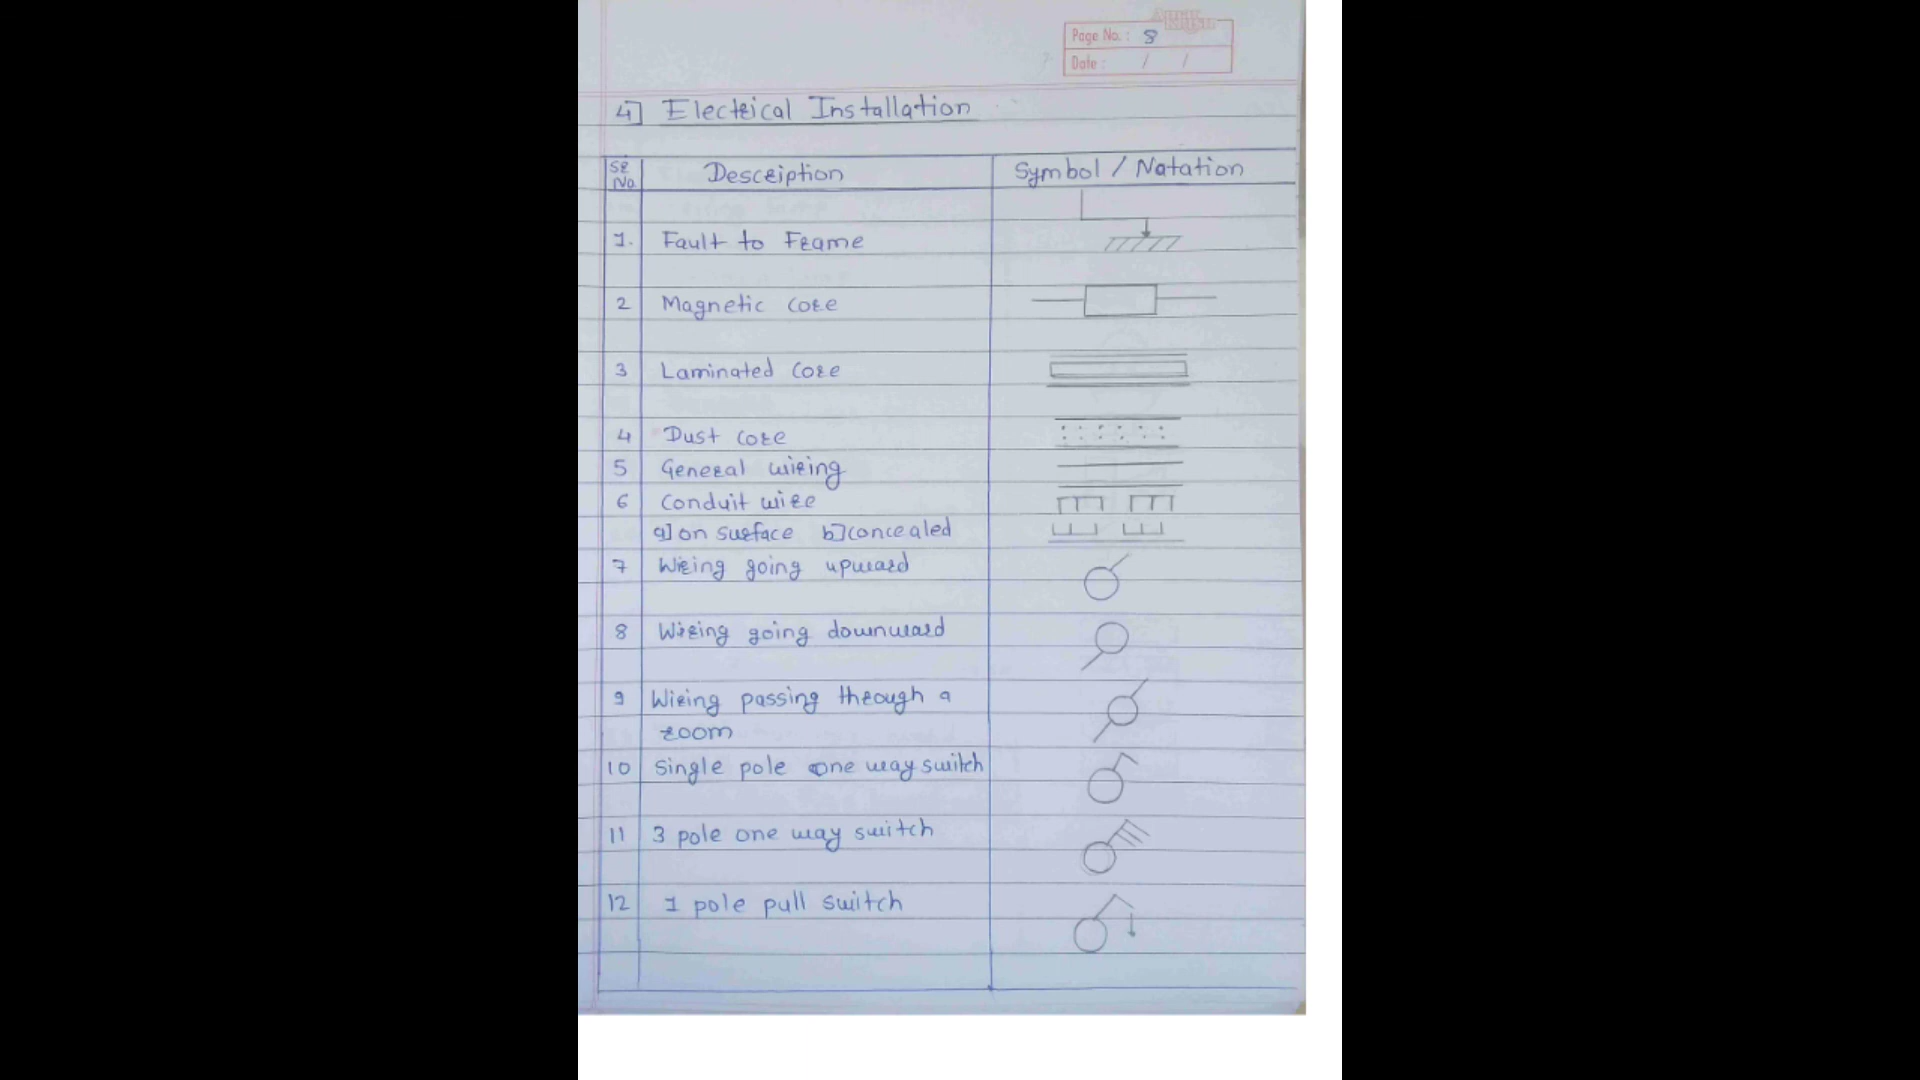 Page No.: 8
Date: / /
4] Electrical Installation
Sr No. Description Symbol / Notation
1. Fault to Frame
2 Magnetic core
3 Laminated core
4 Dust core
5 General wiring
6 Conduit wire
a] on surface b] concealed
7 Wiring going upward
8 Wiring going downward
9 Wiring passing through a
room
10 Single pole one way switch
11 3 pole one way switch
12 1 pole pull switch